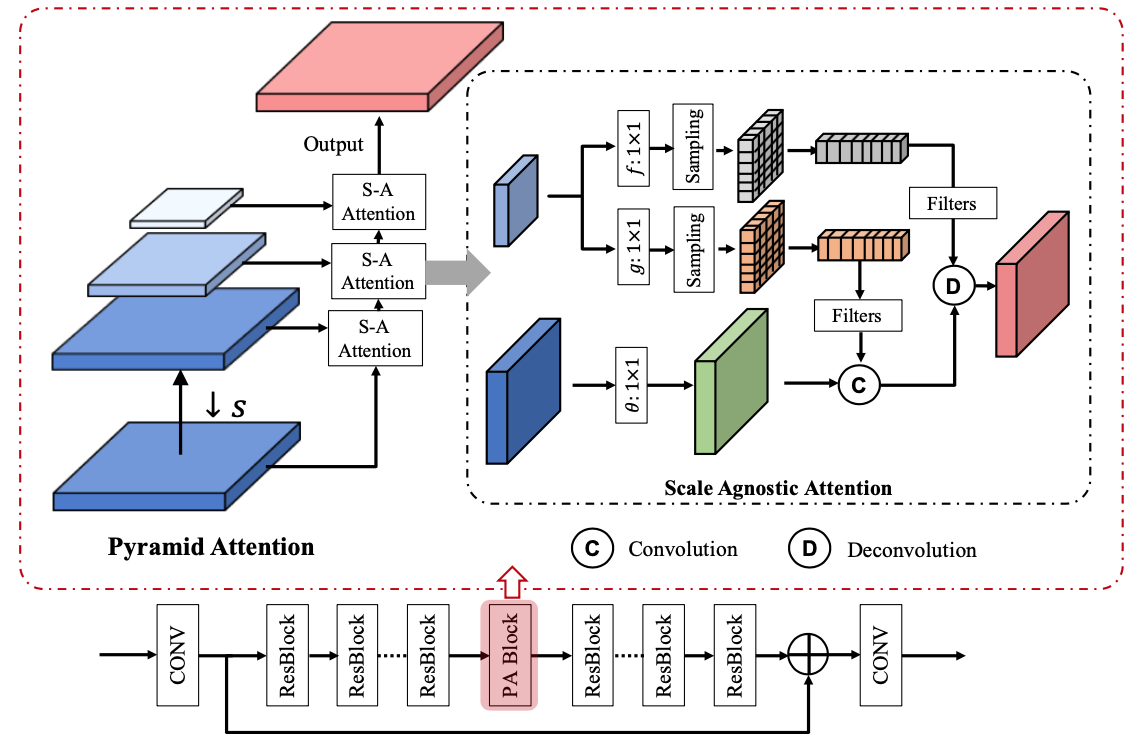 Output
S-A
Attention
S-A
Attention
S-A
Attention
↓ s
Pyramid Attention
f: 1×1
Sampling
g: 1×1
Sampling
Filters
Filters
D
θ: 1×1
C
Scale Agnostic Attention
C Convolution
D Deconvolution
CONV
ResBlock
ResBlock
ResBlock
PA Block
ResBlock
ResBlock
ResBlock
CONV